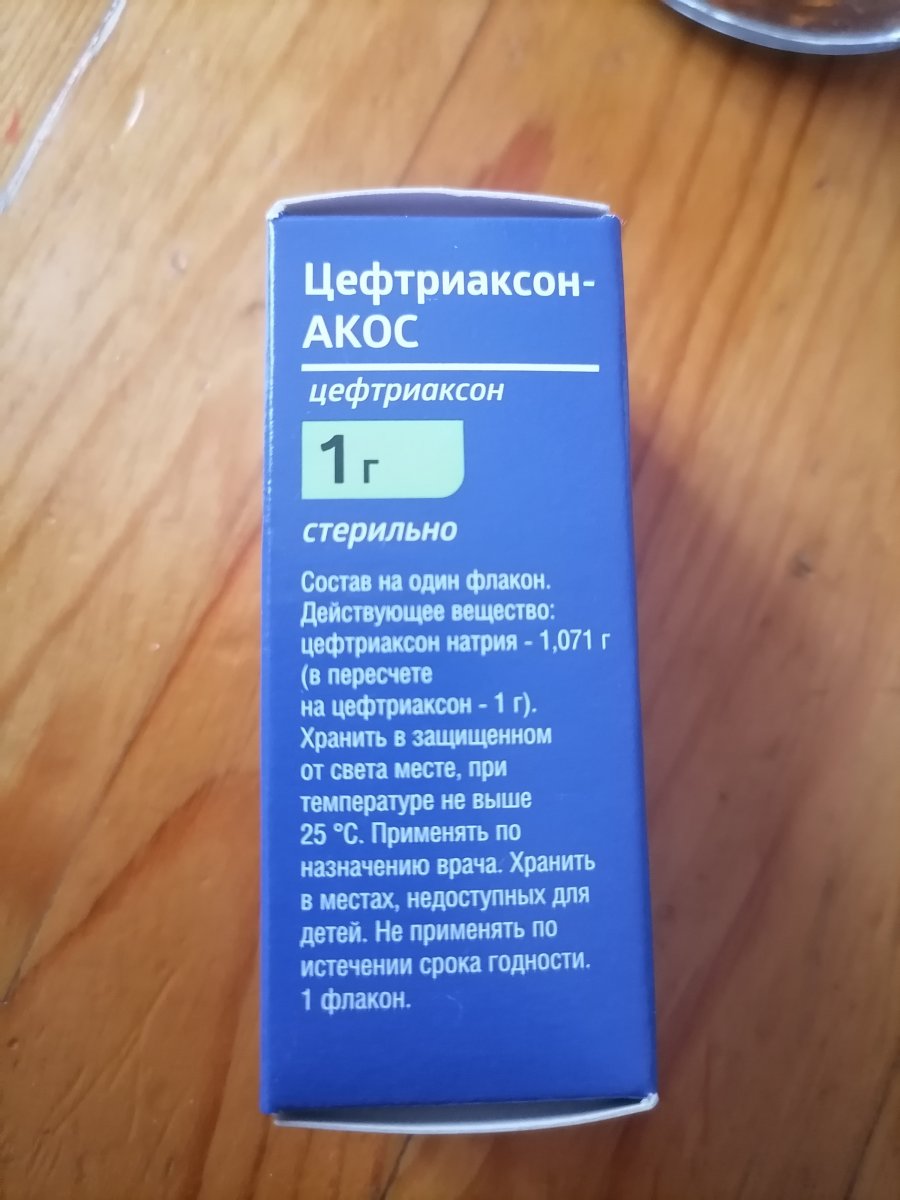 Цефтриаксон-
АКОС
цефтриаксон
1 г
стерильно
Состав на один флакон.
Действующее вещество:
цефтриаксон натрия - 1,071 г
(в пересчете
на цефтриаксон - 1 г).
Хранить в защищенном
от света месте, при
температуре не выше
25 °С. Применять по
назначению врача. Хранить
в местах, недоступных для
детей. Не применять по
истечении срока годности.
1 флакон.